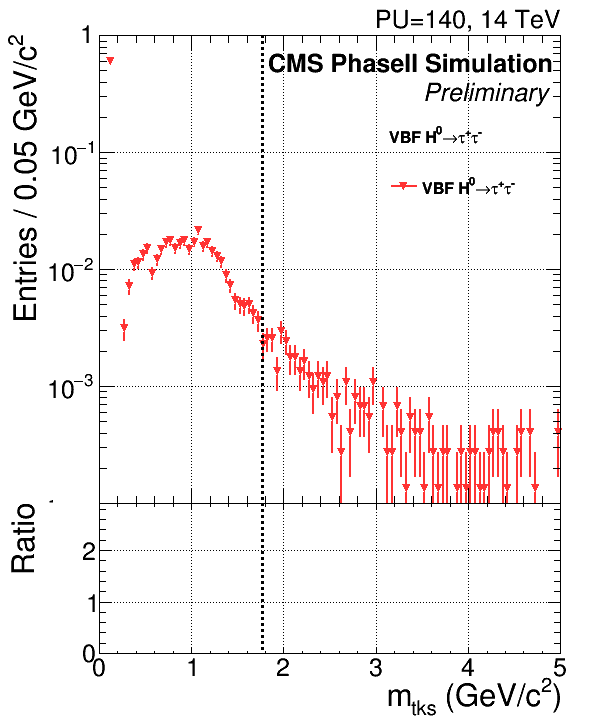 PU=140, 14 TeV
CMS PhaseII Simulation
Preliminary
VBF H⁰→τ⁺τ⁻
VBF H⁰→τ⁺τ⁻
Entries / 0.05 GeV/c²
1
10⁻¹
10⁻²
10⁻³
Ratio
2
1
0
0 1 2 3 4 5
m_tks (GeV/c²)